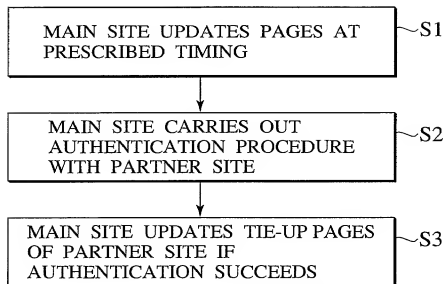 MAIN SITE UPDATES PAGES AT
PRESCRIBED TIMING
S1
MAIN SITE CARRIES OUT
AUTHENTICATION PROCEDURE
WITH PARTNER SITE
S2
MAIN SITE UPDATES TIE-UP PAGES
OF PARTNER SITE IF
AUTHENTICATION SUCCEEDS
S3